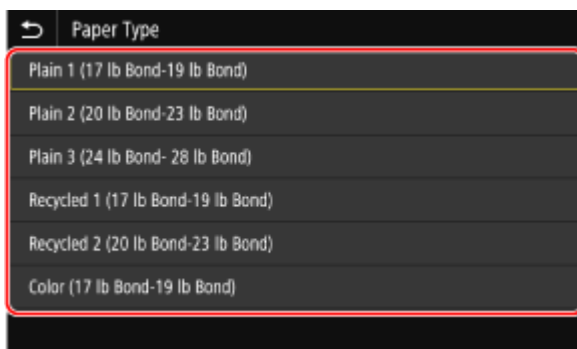 Paper Type
Plain 1 (17 lb Bond-19 lb Bond)
Plain 2 (20 lb Bond-23 lb Bond)
Plain 3 (24 lb Bond- 28 lb Bond)
Recycled 1 (17 lb Bond-19 lb Bond)
Recycled 2 (20 lb Bond-23 lb Bond)
Color (17 lb Bond-19 lb Bond)